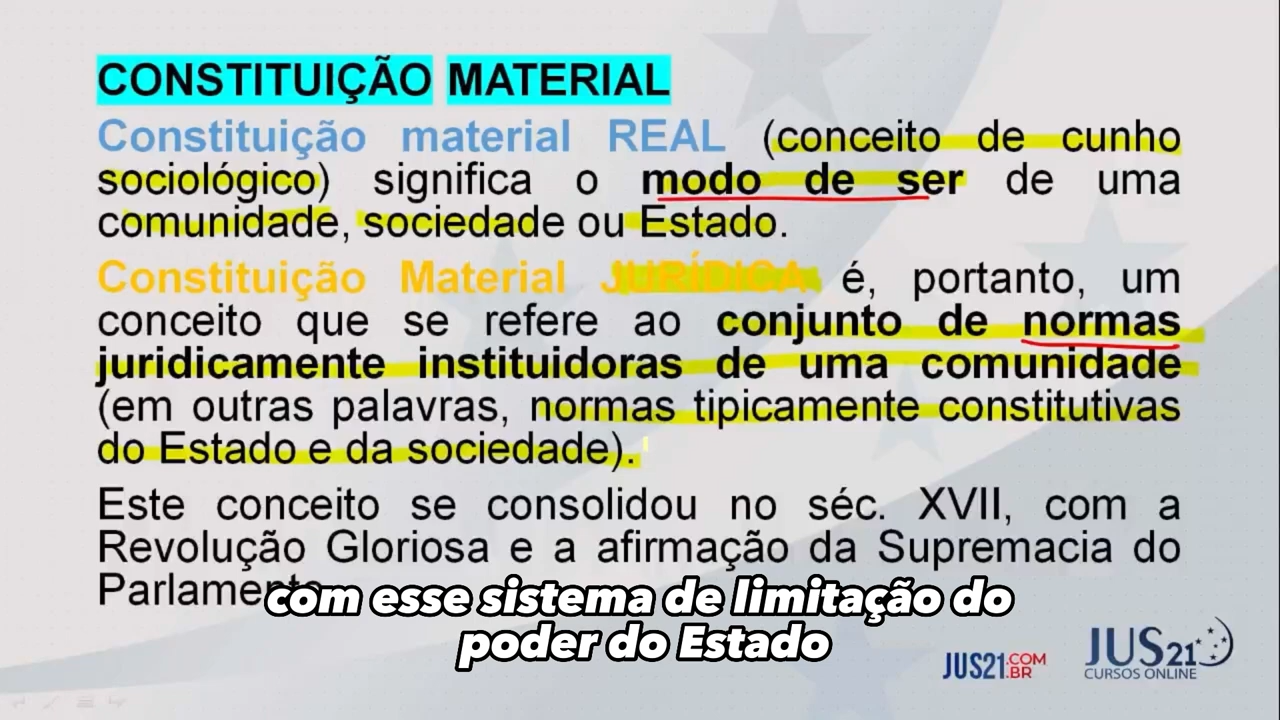 CONSTITUIÇÃO MATERIAL
Constituição material REAL (conceito de cunho
sociológico) significa o modo de ser de uma
comunidade, sociedade ou Estado.
Constituição Material JURÍDICA é, portanto, um
conceito que se refere ao conjunto de normas
juridicamente instituidoras de uma comunidade
(em outras palavras, normas tipicamente constitutivas
do Estado e da sociedade).
Este conceito se consolidou no séc. XVII, com a
Revolução Gloriosa e a afirmação da Supremacia do
com esse sistema de limitação do
poder do Estado
JUS21.COM
.BR
JUS21
CURSOS ONLINE